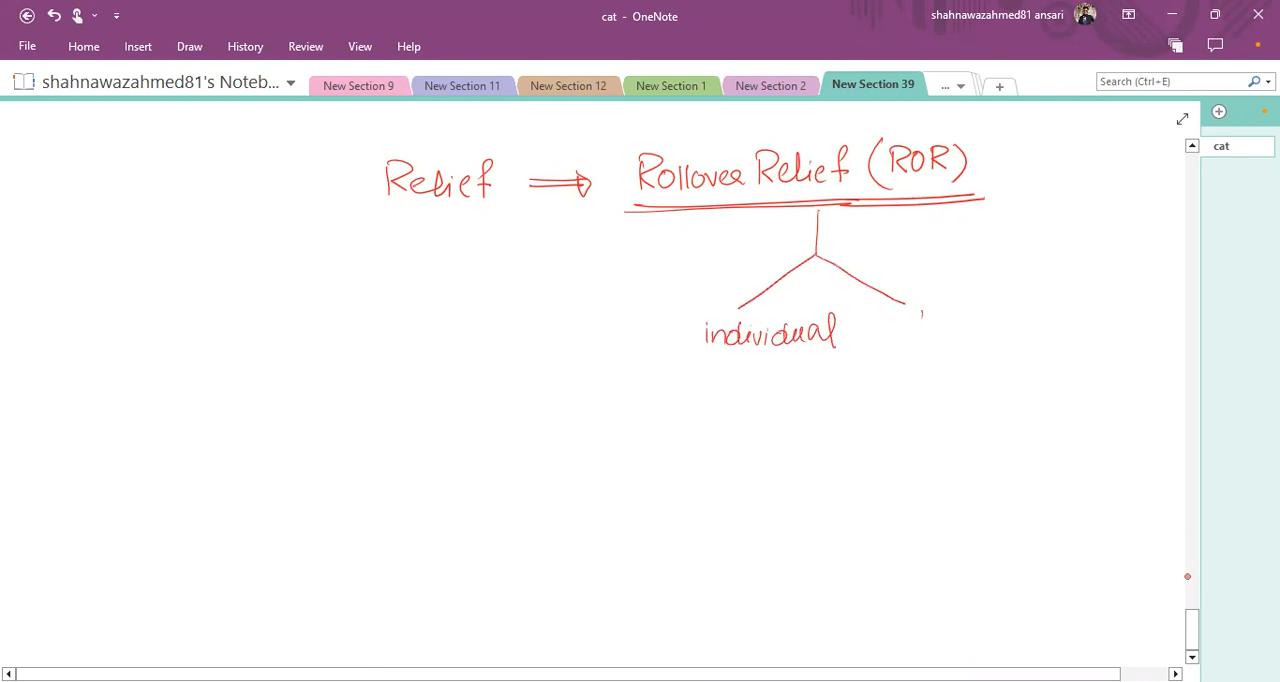 cat - OneNote
shahnawazahmed81 ansari
File Home Insert Draw History Review View Help
shahnawazahmed81's Noteb... New Section 9 New Section 11 New Section 12 New Section 1 New Section 2 New Section 39 ... Search (Ctrl+E)
cat
Relief ⇒ Rollover Relief (ROR)
individual